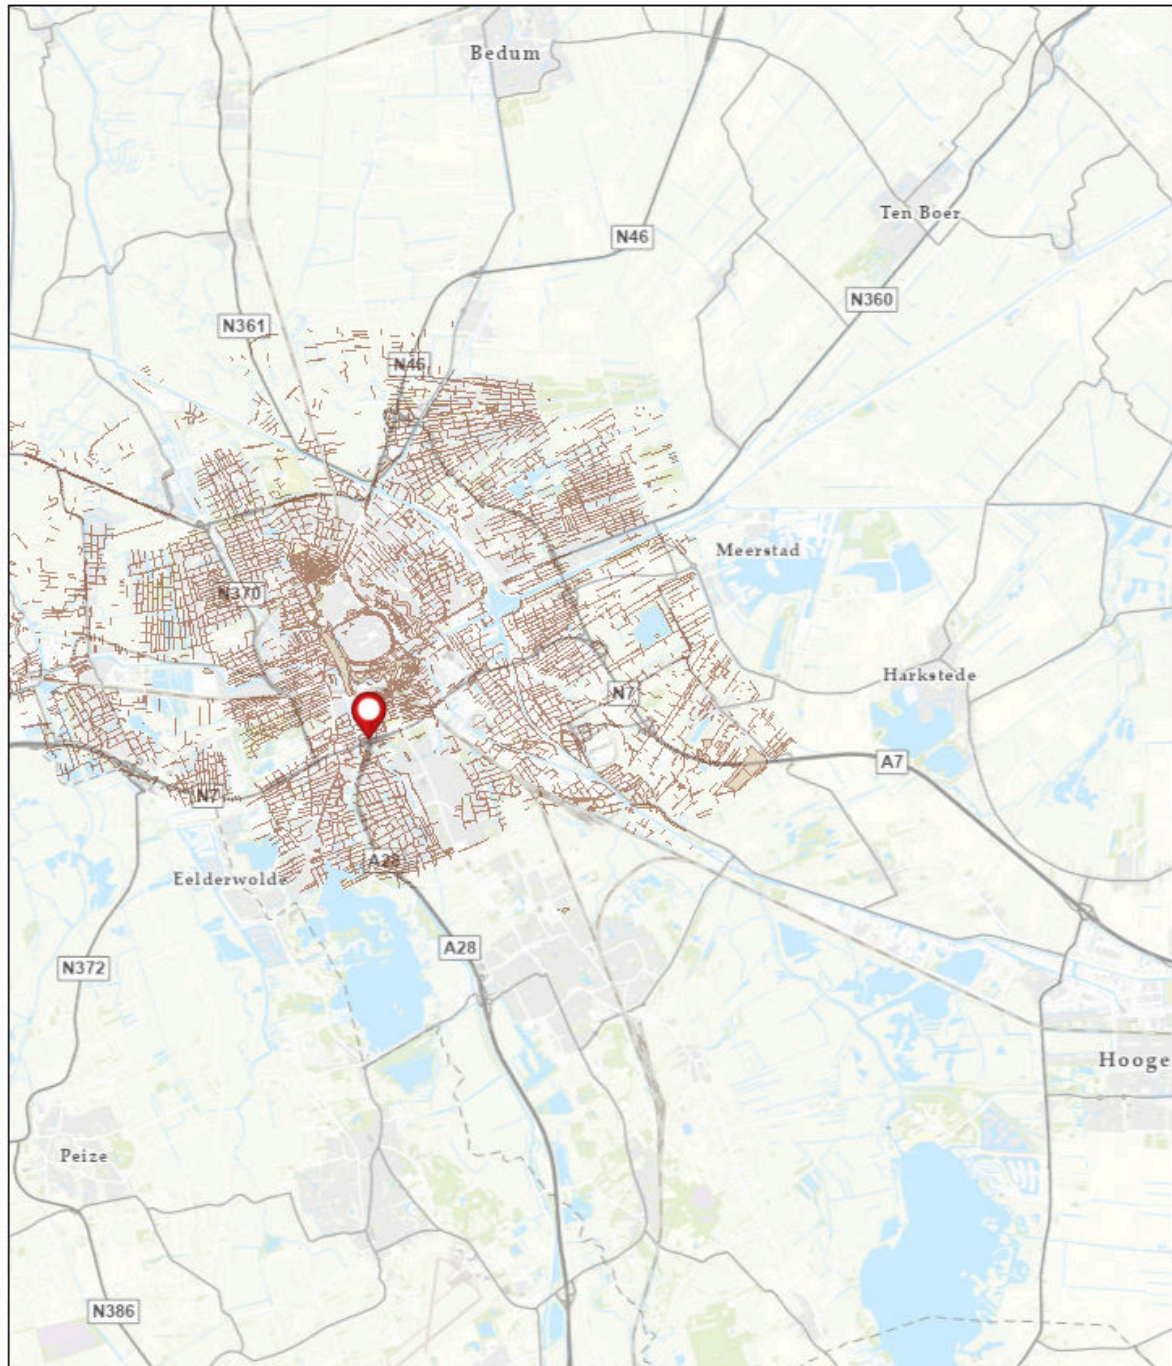 Bedum
Ten Boer
N46
N360
N361
N46
Meerstad
N370
Harkstede
N7
A7
N7
A28
Eelderwolde
A28
N372
Hooge
Peize
N386